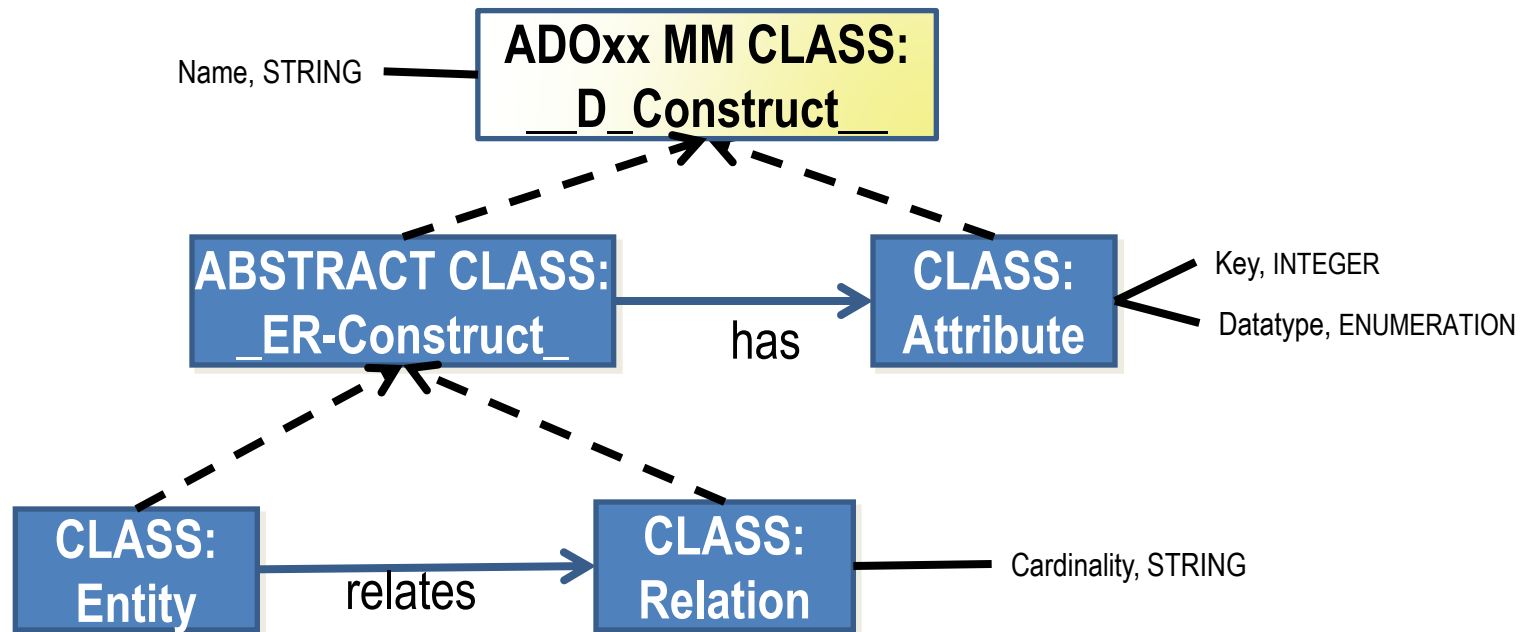 ADOxx MM CLASS:
__D_Construct__
Name, STRING
ABSTRACT CLASS:
_ER-Construct_
has
CLASS:
Attribute
Key, INTEGER
Datatype, ENUMERATION
CLASS:
Entity
relates
CLASS:
Relation
Cardinality, STRING